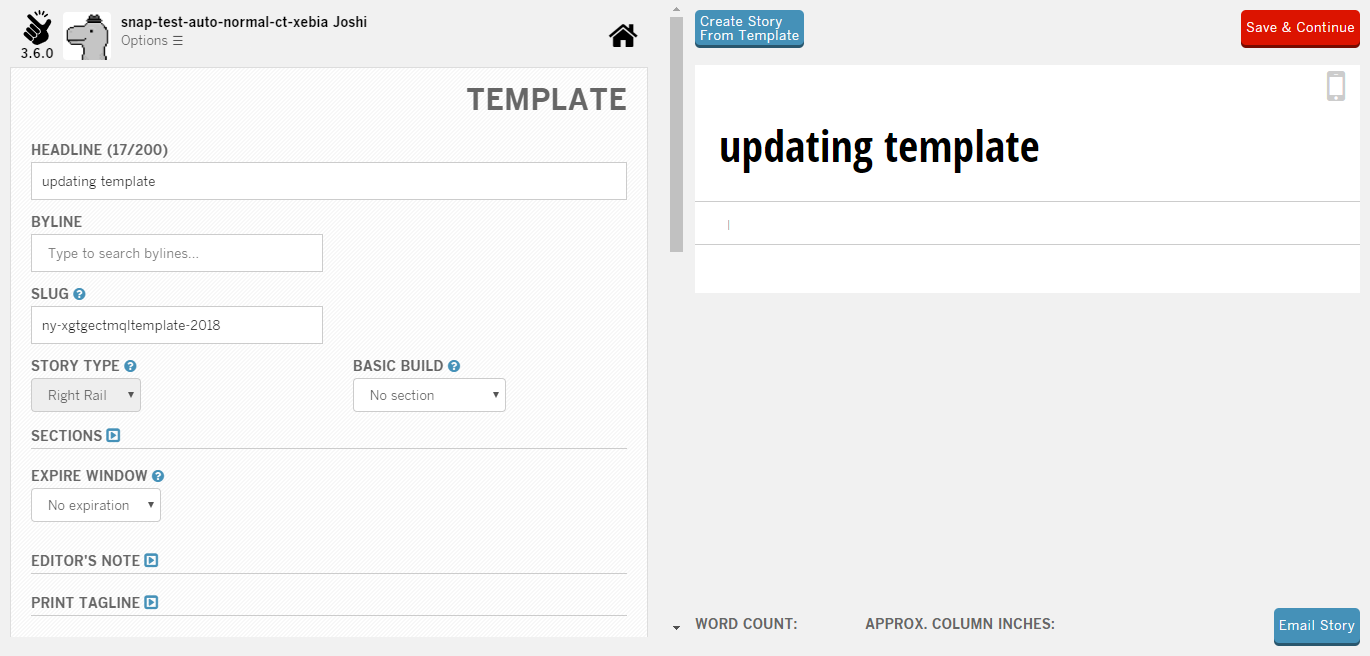 snap-test-auto-normal-ct-xebia Joshi
Options ☰
3.6.0
TEMPLATE
HEADLINE (17/200)
updating template
BYLINE
Type to search bylines...
SLUG
ny-xgtgectmqltemplate-2018
STORY TYPE
BASIC BUILD
Right Rail
No section
SECTIONS
EXPIRE WINDOW
No expiration
EDITOR'S NOTE
PRINT TAGLINE
Create Story
From Template
Save & Continue
updating template
|
WORD COUNT:
APPROX. COLUMN INCHES:
Email Story